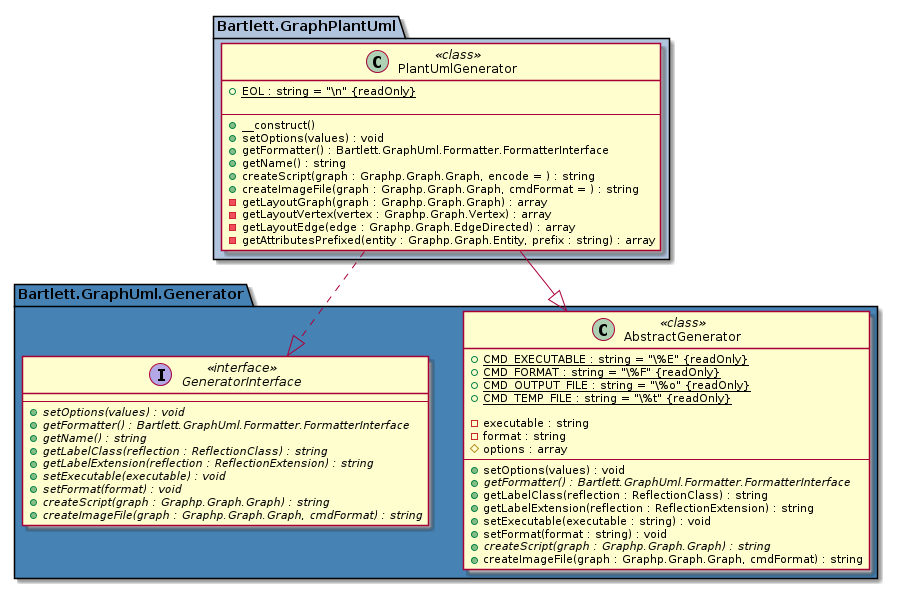 Bartlett.GraphPlantUml
«class»
C
PlantUmlGenerator
EOL : string = "\n" {readOnly}
__construct()
setOptions(values) : void
getFormatter() : Bartlett.GraphUml.Formatter.FormatterInterface
getName() : string
createScript(graph : Graphp.Graph.Graph, encode = ) : string
createImageFile(graph : Graphp.Graph.Graph, cmdFormat = ) : string
getLayoutGraph(graph : Graphp.Graph.Graph) : array
getLayoutVertex(vertex : Graphp.Graph.Vertex) : array
getLayoutEdge(edge : Graphp.Graph.EdgeDirected) : array
getAttributesPrefixed(entity : Graphp.Graph.Entity, prefix : string) : array
Bartlett.GraphUml.Generator
«interface»
I
GeneratorInterface
setOptions(values) : void
getFormatter() : Bartlett.GraphUml.Formatter.FormatterInterface
getName() : string
getLabelClass(reflection : ReflectionClass) : string
getLabelExtension(reflection : ReflectionExtension) : string
setExecutable(executable) : void
setFormat(format) : void
createScript(graph : Graphp.Graph.Graph) : string
createImageFile(graph : Graphp.Graph.Graph, cmdFormat) : string
«class»
C
AbstractGenerator
CMD_EXECUTABLE : string = "\%E" {readOnly}
CMD_FORMAT : string = "\%F" {readOnly}
CMD_OUTPUT_FILE : string = "\%o" {readOnly}
CMD_TEMP_FILE : string = "\%t" {readOnly}
executable : string
format : string
options : array
setOptions(values) : void
getFormatter() : Bartlett.GraphUml.Formatter.FormatterInterface
getLabelClass(reflection : ReflectionClass) : string
getLabelExtension(reflection : ReflectionExtension) : string
setExecutable(executable : string) : void
setFormat(format : string) : void
createScript(graph : Graphp.Graph.Graph) : string
createImageFile(graph : Graphp.Graph.Graph, cmdFormat) : string